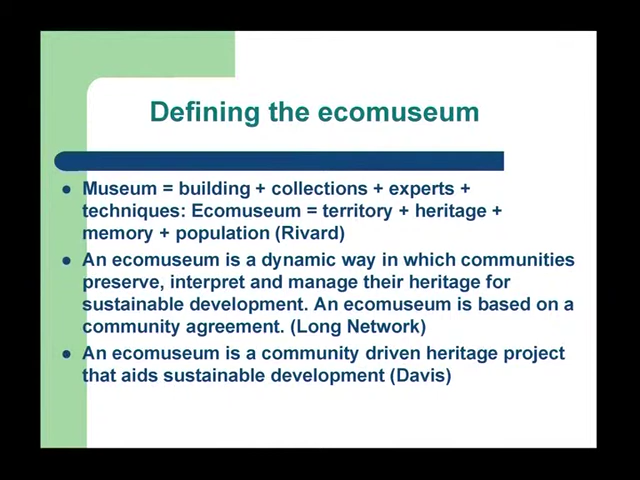 Defining the ecomuseum
Museum = building + collections + experts +
techniques: Ecomuseum = territory + heritage +
memory + population (Rivard)
An ecomuseum is a dynamic way in which communities
preserve, interpret and manage their heritage for
sustainable development. An ecomuseum is based on a
community agreement. (Long Network)
An ecomuseum is a community driven heritage project
that aids sustainable development (Davis)